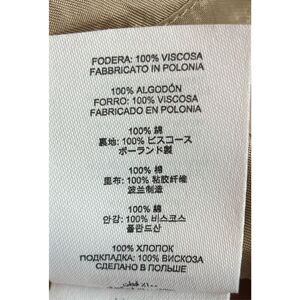 FODERA: 100% VISCOSA
FABBRICATO IN POLONIA
100% ALGODÓN
FORRO: 100% VISCOSA
FABRICADO EN POLONIA
100% 綿
裏地: 100% ビスコース
ポーランド製
100% 棉
里布: 100% 粘胶纤维
波兰制造
100% 솜
안감: 100% 비스코스
폴란드산
100% ХЛОПОК
ПОДКЛАДКА: 100% ВИСКОЗА
СДЕЛАНО В ПОЛЬШЕ
١٠٠٪ قطن